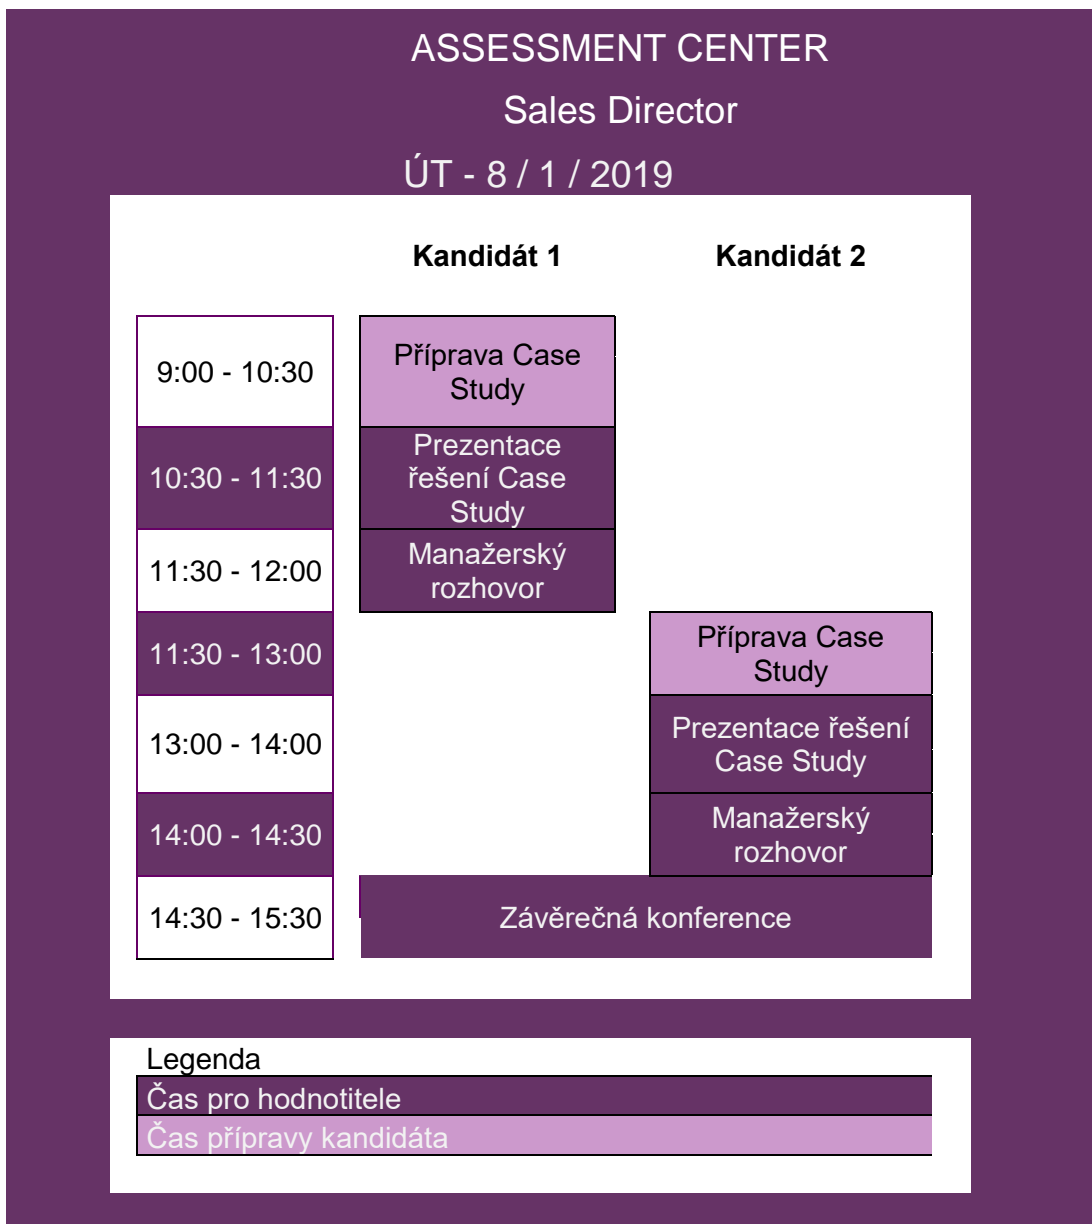 ASSESSMENT CENTER
Sales Director
ÚT - 8 / 1 / 2019
Kandidát 1
Kandidát 2
9:00 - 10:30
Příprava Case
Study
10:30 - 11:30
Prezentace
řešení Case
Study
11:30 - 12:00
Manažerský
rozhovor
11:30 - 13:00
Příprava Case
Study
13:00 - 14:00
Prezentace řešení
Case Study
14:00 - 14:30
Manažerský
rozhovor
14:30 - 15:30
Závěrečná konference
Legenda
Čas pro hodnotitele
Čas přípravy kandidáta